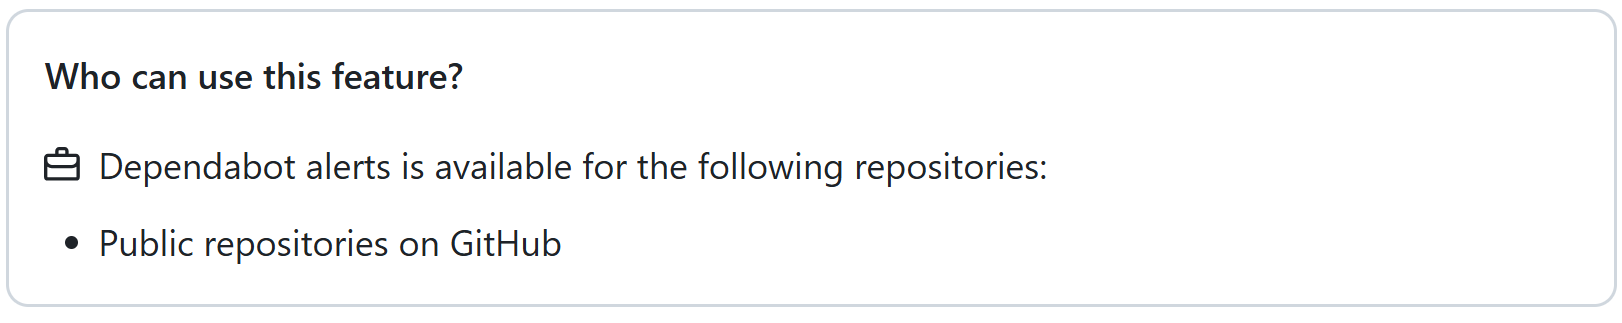 Who can use this feature?
Dependabot alerts is available for the following repositories:
• Public repositories on GitHub